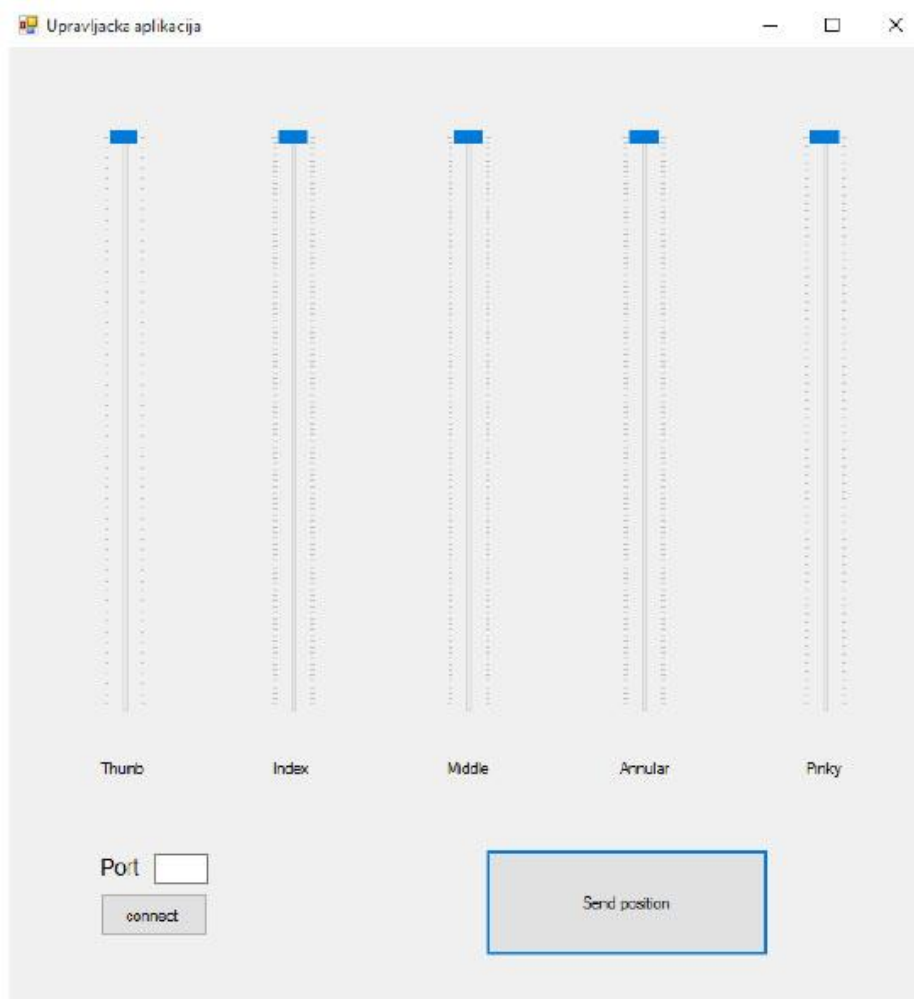 Upravljacka aplikacija
Thumb
Index
Middle
Annular
Pinky
Port
connect
Send position